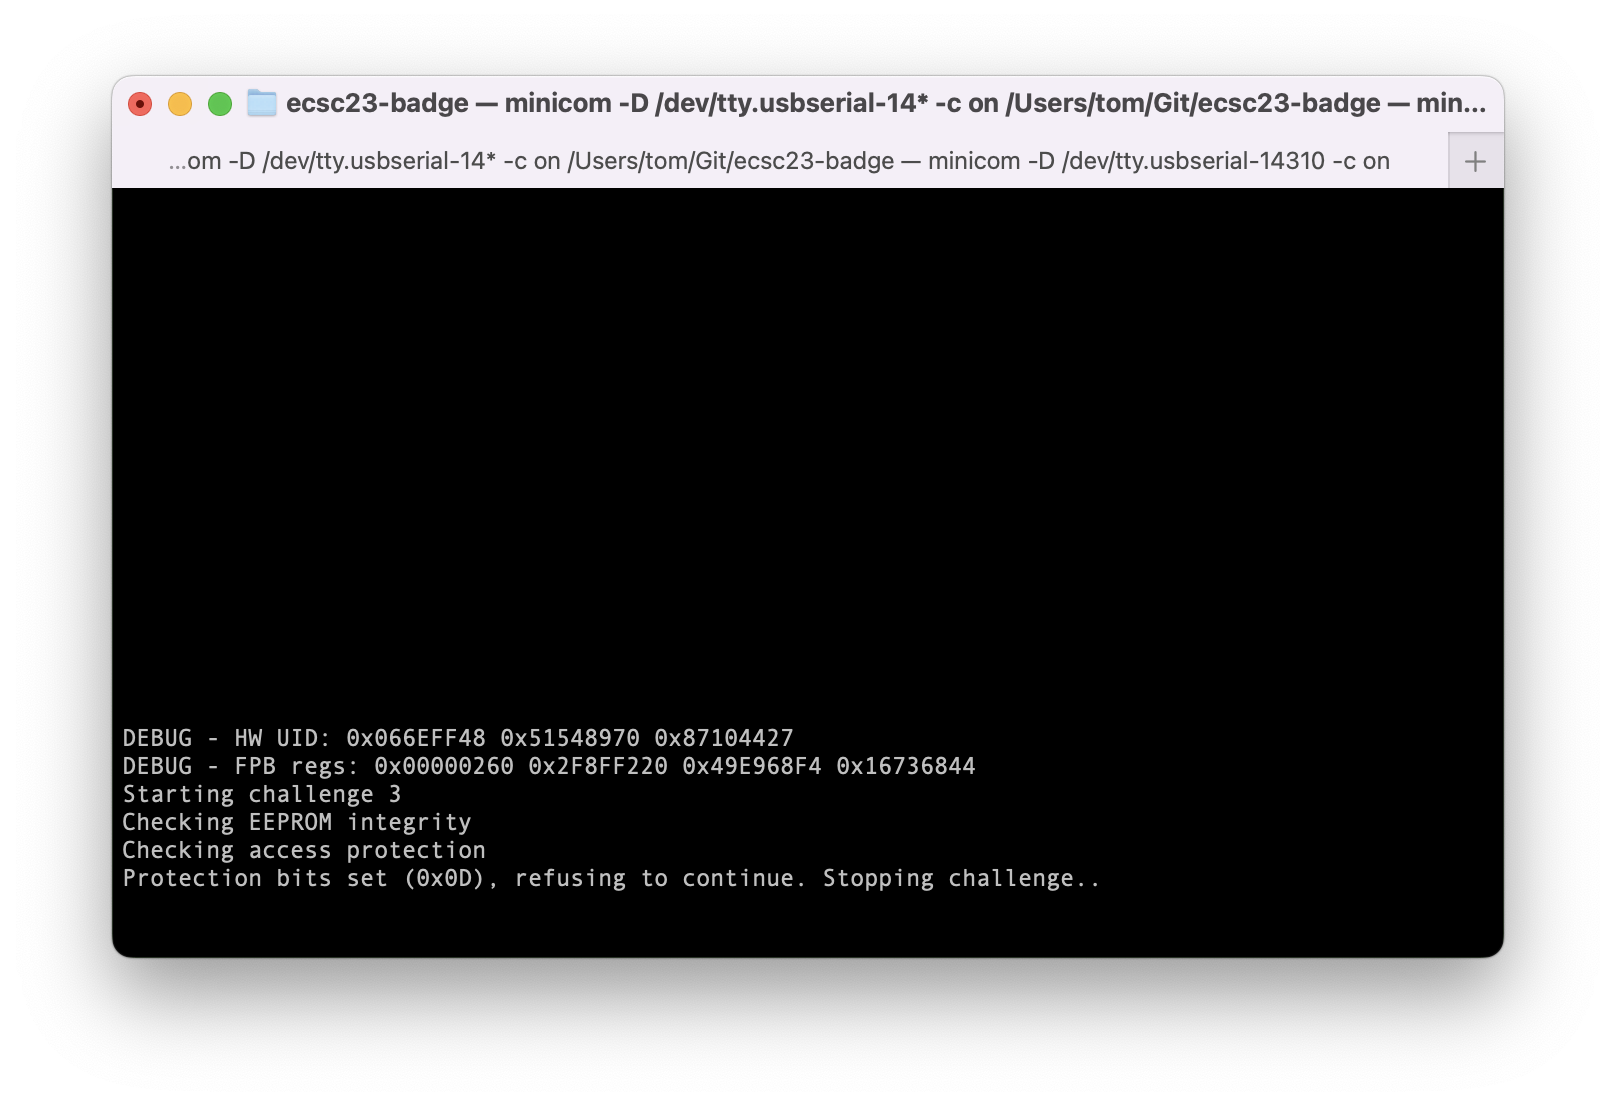 ecsc23-badge — minicom -D /dev/tty.usbserial-14* -c on /Users/tom/Git/ecsc23-badge — min...
...om -D /dev/tty.usbserial-14* -c on /Users/tom/Git/ecsc23-badge — minicom -D /dev/tty.usbserial-14310 -c on
DEBUG - HW UID: 0x066EFF48 0x51548970 0x87104427
DEBUG - FPB regs: 0x00000260 0x2F8FF220 0x49E968F4 0x16736844
Starting challenge 3
Checking EEPROM integrity
Checking access protection
Protection bits set (0x0D), refusing to continue. Stopping challenge..